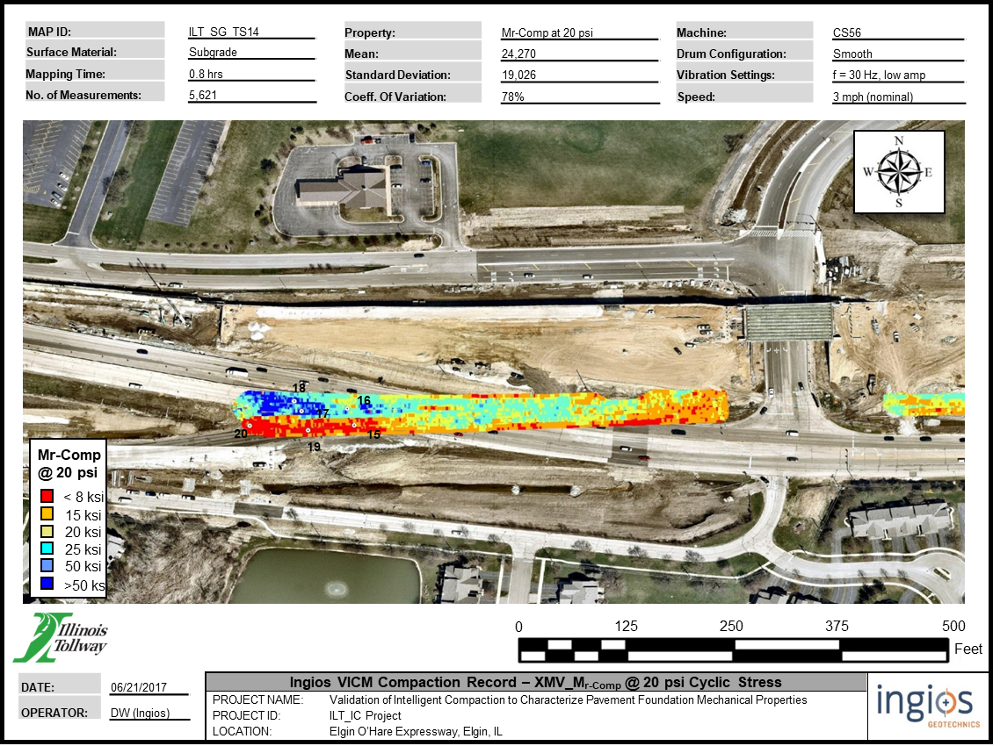 MAP ID: ILT_SG_TS14 Property: Mr-Comp at 20 psi Machine: CS56
Surface Material: Subgrade Mean: 24,270 Drum Configuration: Smooth
Mapping Time: 0.8 hrs Standard Deviation: 19,026 Vibration Settings: f = 30 Hz, low amp
No. of Measurements: 5,621 Coeff. Of Variation: 78% Speed: 3 mph (nominal)
N
W E
S
18
16
17
20
15
19
Mr-Comp
@ 20 psi
< 8 ksi
15 ksi
20 ksi
25 ksi
50 ksi
>50 ks
Illinois
Tollway
0 125 250 375 500
Feet
DATE: 06/21/2017
OPERATOR: DW (Ingios)
Ingios VICM Compaction Record – XMV_Mr-Comp @ 20 psi Cyclic Stress
PROJECT NAME: Validation of Intelligent Compaction to Characterize Pavement Foundation Mechanical Properties
PROJECT ID: ILT_IC Project
LOCATION: Elgin O'Hare Expressway, Elgin, IL
ingios
GEOTECHNICS